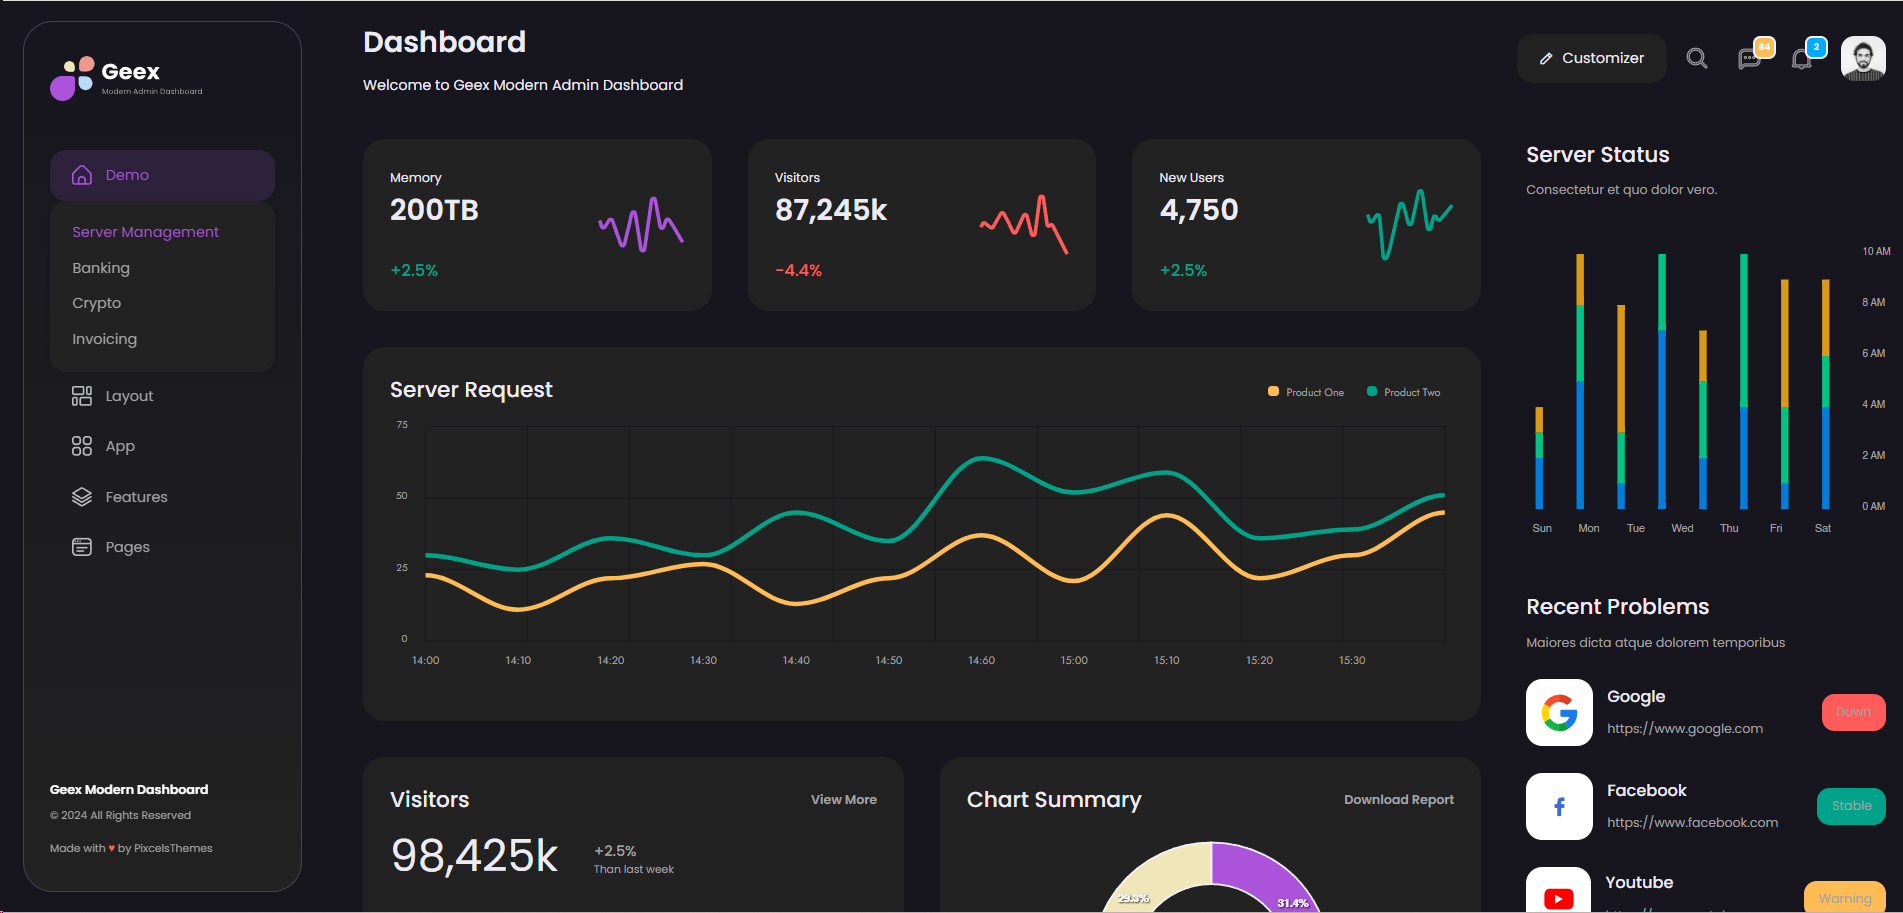 Geex
Modern Admin Dashboard
Demo
Server Management
Banking
Crypto
Invoicing
Layout
App
Features
Pages
Geex Modern Dashboard
© 2024 All Rights Reserved
Made with ♥ by PixcelsThemes
Dashboard
Welcome to Geex Modern Admin Dashboard
Customizer
84
2
Memory
200TB
+2.5%
Visitors
87,245k
-4.4%
New Users
4,750
+2.5%
Server Request
Product One
Product Two
75
50
25
0
14:00 14:10 14:20 14:30 14:40 14:50 14:60 15:00 15:10 15:20 15:30
Visitors
View More
98,425k
+2.5%
Than last week
Chart Summary
Download Report
29.3%
31.4%
Server Status
Consectetur et quo dolor vero.
10 AM
8 AM
6 AM
4 AM
2 AM
0 AM
Sun Mon Tue Wed Thu Fri Sat
Recent Problems
Maiores dicta atque dolorem temporibus
Google
https://www.google.com
Down
Facebook
https://www.facebook.com
Stable
Youtube
Warning